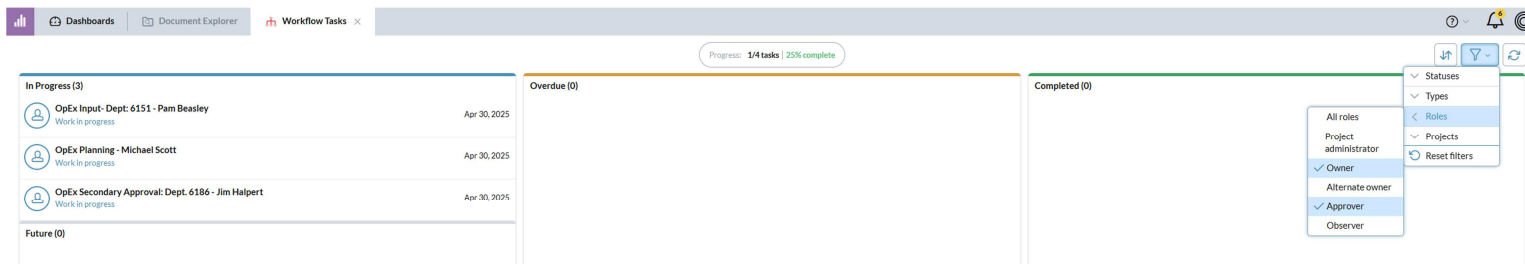 Dashboards
Document Explorer
Workflow Tasks
6
Progress: 1/4 tasks | 25% complete
In Progress (3)
Overdue (0)
Completed (0)
OpEx Input- Dept: 6151 - Pam Beasley
Work in progress
Apr 30, 2025
OpEx Planning - Michael Scott
Work in progress
Apr 30, 2025
OpEx Secondary Approval: Dept. 6186 - Jim Halpert
Work in progress
Apr 30, 2025
Future (0)
Statuses
Types
Roles
Projects
Reset filters
All roles
Project
administrator
Owner
Alternate owner
Approver
Observer